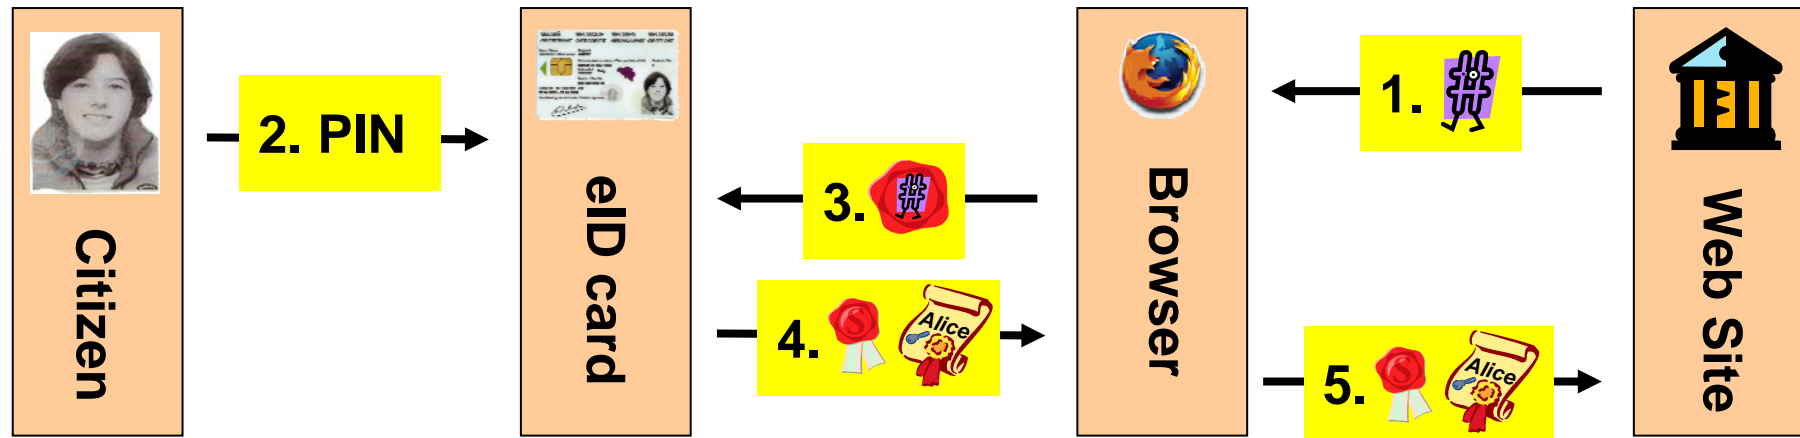 Citizen
2. PIN
eID card
3.
4. S Alice
Browser
1. #
5. S Alice
Web Site